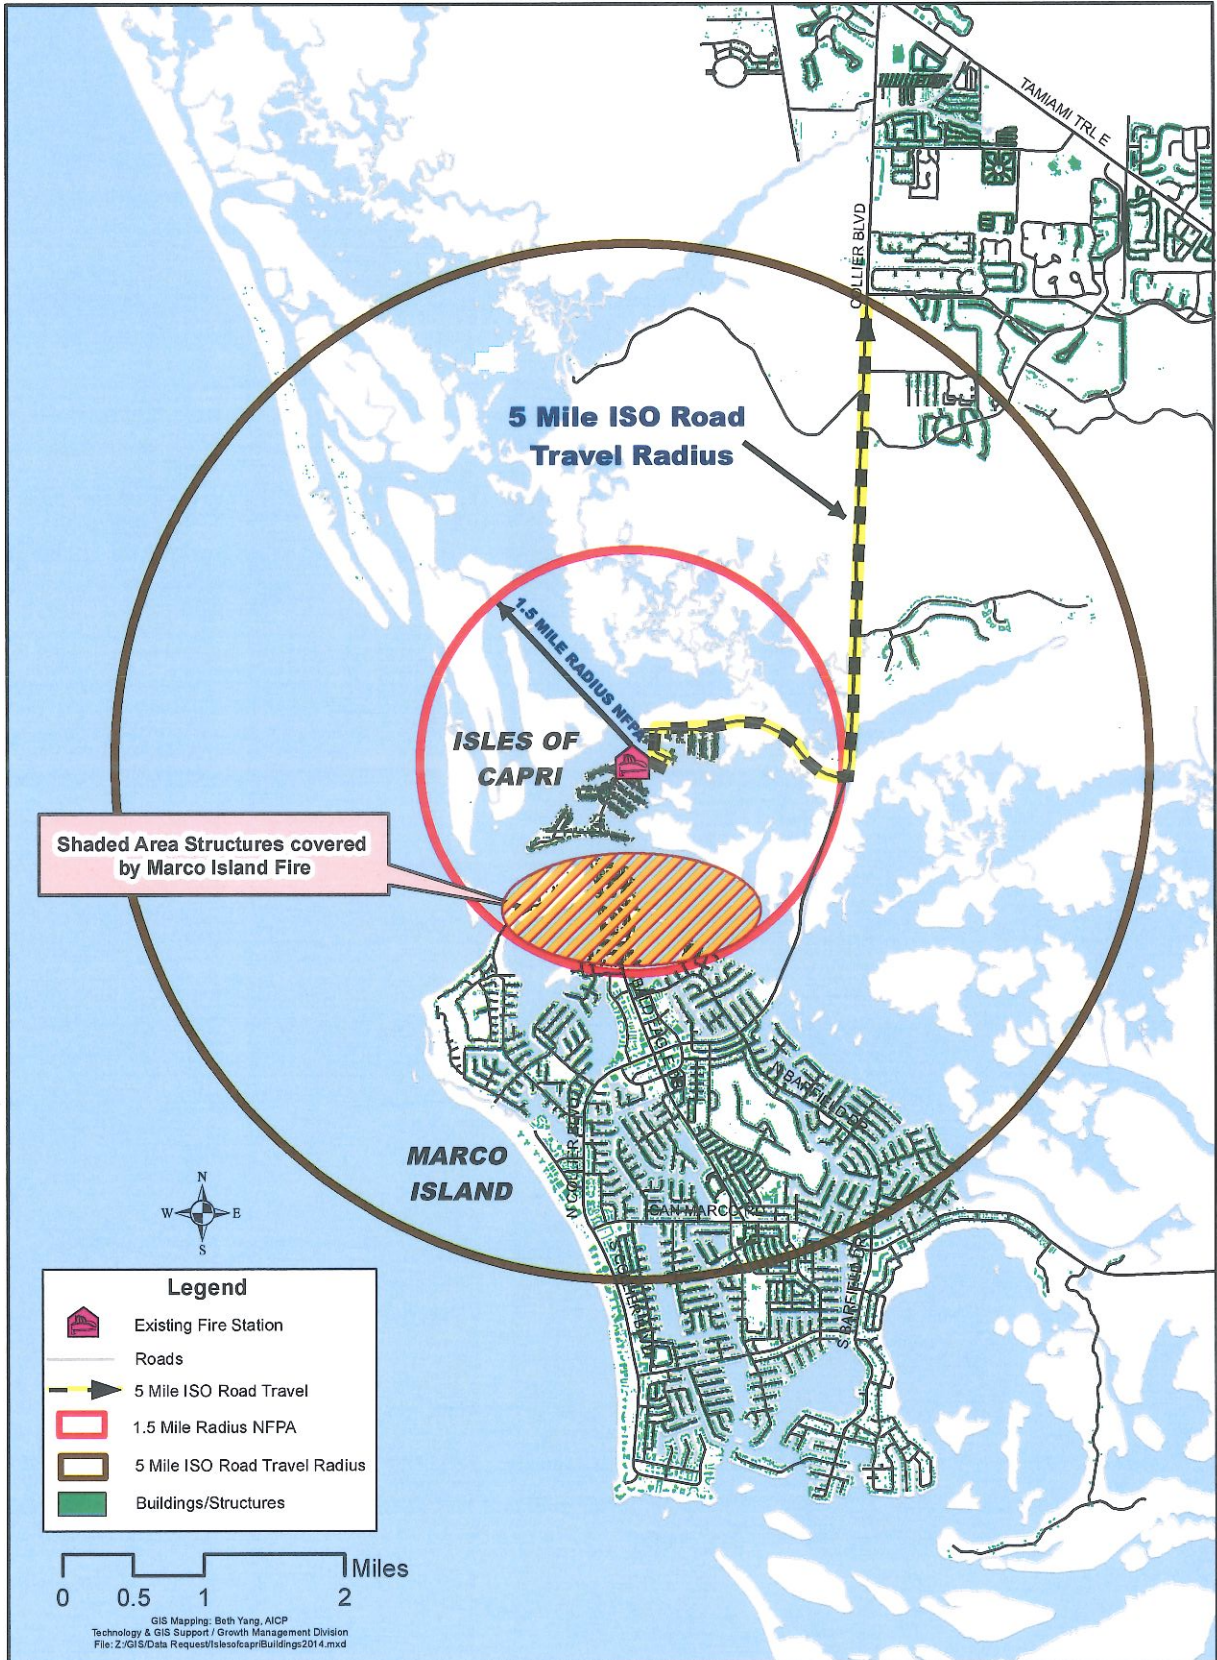 TAMIAMI TRL E
COLLIER BLVD
5 Mile ISO Road
Travel Radius
1.5 MILE RADIUS NFPA
ISLES OF
CAPRI
Shaded Area Structures covered
by Marco Island Fire
BALD EAGLE DR
N BARFIELD DR
N COLLIER BLVD
MARCO
ISLAND
SAN MARCO RD
S COLLIER BLVD
S BARFIELD DR
N
W
E
S
Legend
Existing Fire Station
Roads
5 Mile ISO Road Travel
1.5 Mile Radius NFPA
5 Mile ISO Road Travel Radius
Buildings/Structures
Miles
0 0.5 1 2
GIS Mapping: Beth Yang, AICP
Technology & GIS Support / Growth Management Division
File: Z:/GIS/Data Request/IslesofcapriBuildings2014.mxd